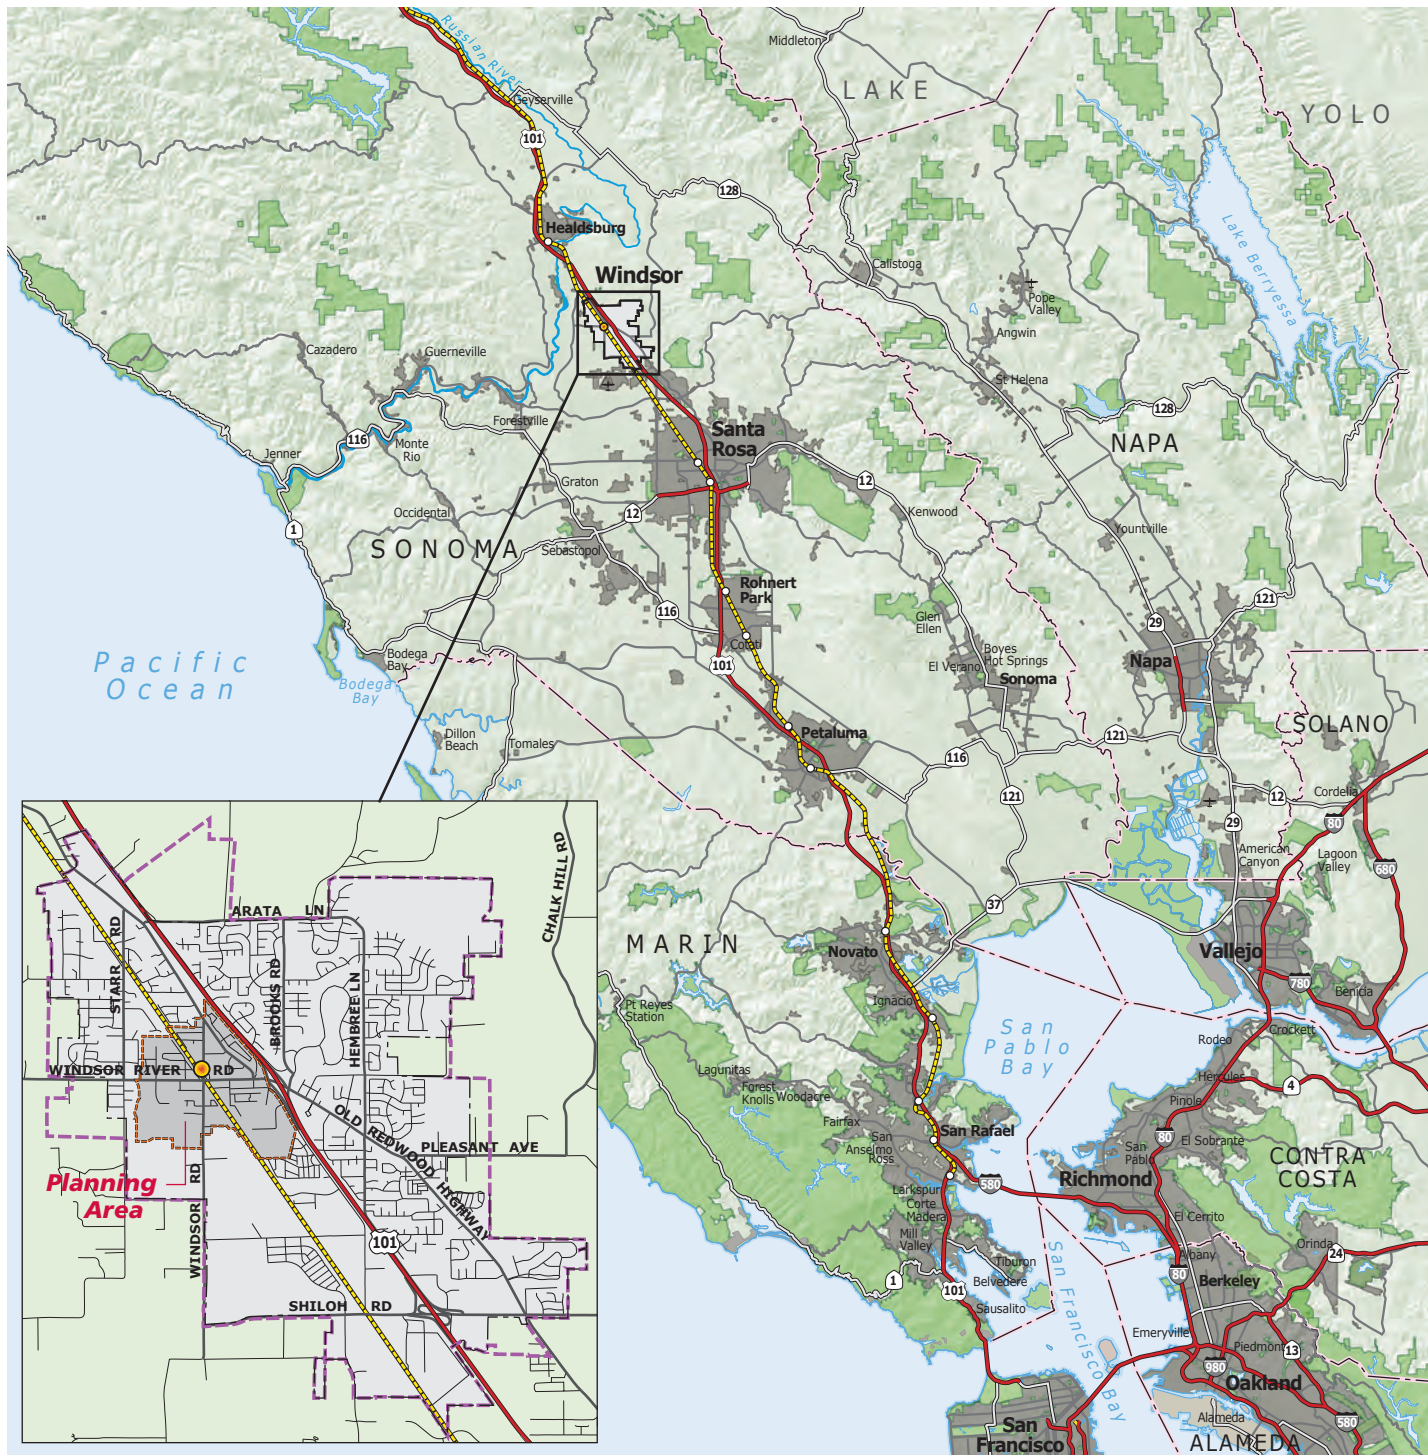 Middleton
LAKE
YOLO
Russian River
Geyserville
101
128
Healdsburg
Lake Berryessa
Windsor
Calistoga
Pope
Valley
Angwin
Cazadero
Guerneville
St Helena
128
Forestville
NAPA
Santa
Rosa
116
Monte
Rio
Jenner
Graton
12
Kenwood
Occidental
12
Yountville
1
SONOMA
Sebastopol
Rohnert
Park
121
116
Glen
Ellen
29
Cotati
Boyes
Hot Springs
El Verano
Sonoma
Napa
Pacific
Ocean
Bodega
Bay
101
Bodega
Bay
Petaluma
SOLANO
Dillon
Beach
Tomales
121
116
121
12
Cordelia
29
80
American
Canyon
Lagoon
Valley
680
37
MARIN
Novato
Vallejo
Ignacio
780
Benicia
Pt Reyes
Station
San
Pablo
Bay
Crockett
Rodeo
Lagunitas
Forest
Knolls
Woodacre
Hercules
4
Pinole
Fairfax
San Rafael
80
El Sobrante
San
Anselmo
Ross
San
Pablo
CONTRA
COSTA
Richmond
580
Larkspur
Corte
Madera
El Cerrito
Mill
Valley
Orinda
Albany
24
Tiburon
80
Berkeley
1
Belvedere
101
Sausalito
San Francisco Bay
Emeryville
Piedmont
13
980
Oakland
Alameda
580
San
Francisco
ALAMEDA
CHALK HILL RD
ARATA LN
STARR RD
BROOKS RD
HEMBREE LN
WINDSOR RIVER RD
OLD REDWOOD HIGHWAY
PLEASANT AVE
Planning
Area
WINDSOR RD
101
SHILOH RD